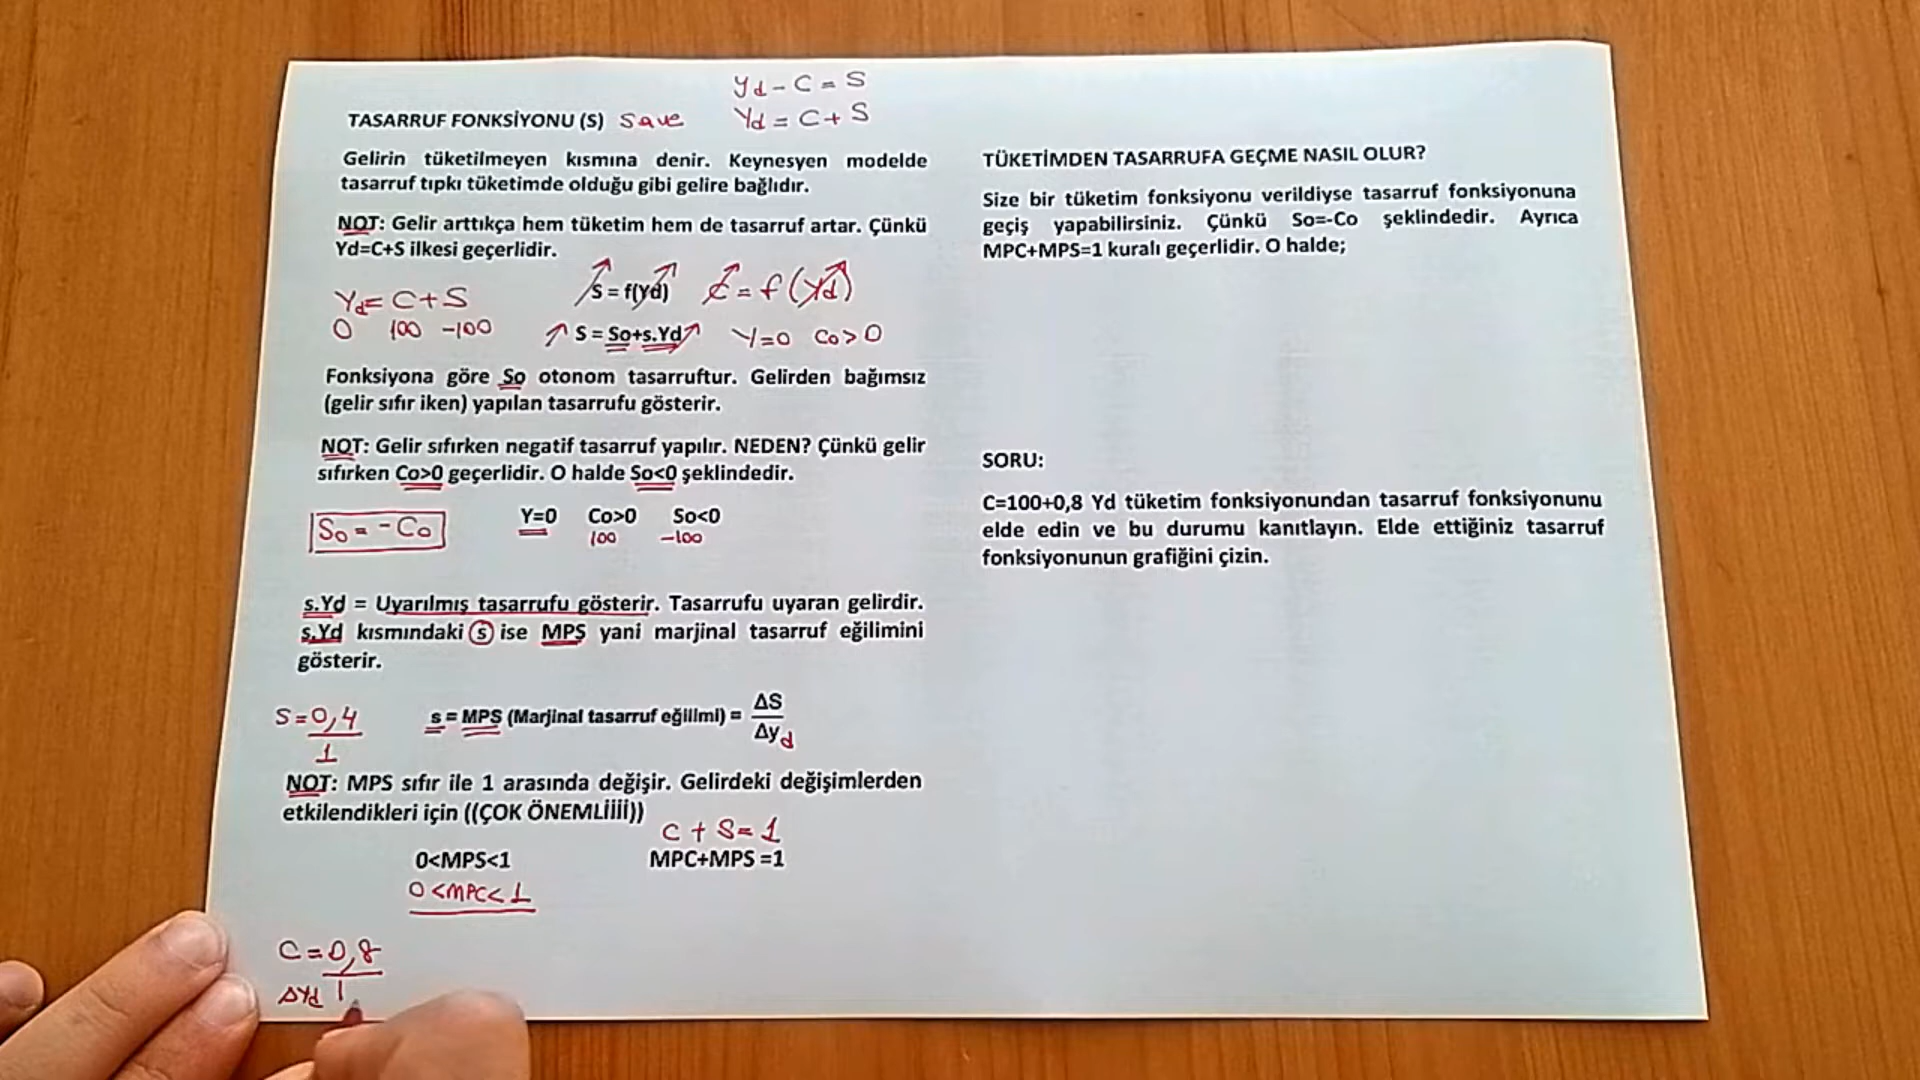 Yd - C = S
Yd = C + S
TASARRUF FONKSİYONU (S) Save
Gelirin tüketilmeyen kısmına denir. Keynesyen modelde
tasarruf tıpkı tüketimde olduğu gibi gelire bağlıdır.
NOT: Gelir arttıkça hem tüketim hem de tasarruf artar. Çünkü
Yd=C+S ilkesi geçerlidir.
S = f(Yd) C = f(Yd)
Yd = C + S
0 100 -100
S = So+s.Yd Y=0 Co>0
Fonksiyona göre So otonom tasarruftur. Gelirden bağımsız
(gelir sıfır iken) yapılan tasarrufu gösterir.
NOT: Gelir sıfırken negatif tasarruf yapılır. NEDEN? Çünkü gelir
sıfırken Co>0 geçerlidir. O halde So<0 şeklindedir.
So = -Co Y=0 Co>0 So<0
100 -100
s.Yd = Uyarılmış tasarrufu gösterir. Tasarrufu uyaran gelirdir.
s.Yd kısmındaki s ise MPS yani marjinal tasarruf eğilimini
gösterir.
S = 0,4 / 1 s = MPS (Marjinal tasarruf eğilimi) = ΔS / Δyd
NOT: MPS sıfır ile 1 arasında değişir. Gelirdeki değişimlerden
etkilendikleri için ((ÇOK ÖNEMLİİİİ))
C + S = 1
0<MPS<1 MPC+MPS =1
0<MPC<1
C = 0,8
ΔYd 1
TÜKETİMDEN TASARRUFA GEÇME NASIL OLUR?
Size bir tüketim fonksiyonu verildiyse tasarruf fonksiyonuna
geçiş yapabilirsiniz. Çünkü So=-Co şeklindedir. Ayrıca
MPC+MPS=1 kuralı geçerlidir. O halde;
SORU:
C=100+0,8 Yd tüketim fonksiyonundan tasarruf fonksiyonunu
elde edin ve bu durumu kanıtlayın. Elde ettiğiniz tasarruf
fonksiyonunun grafiğini çizin.